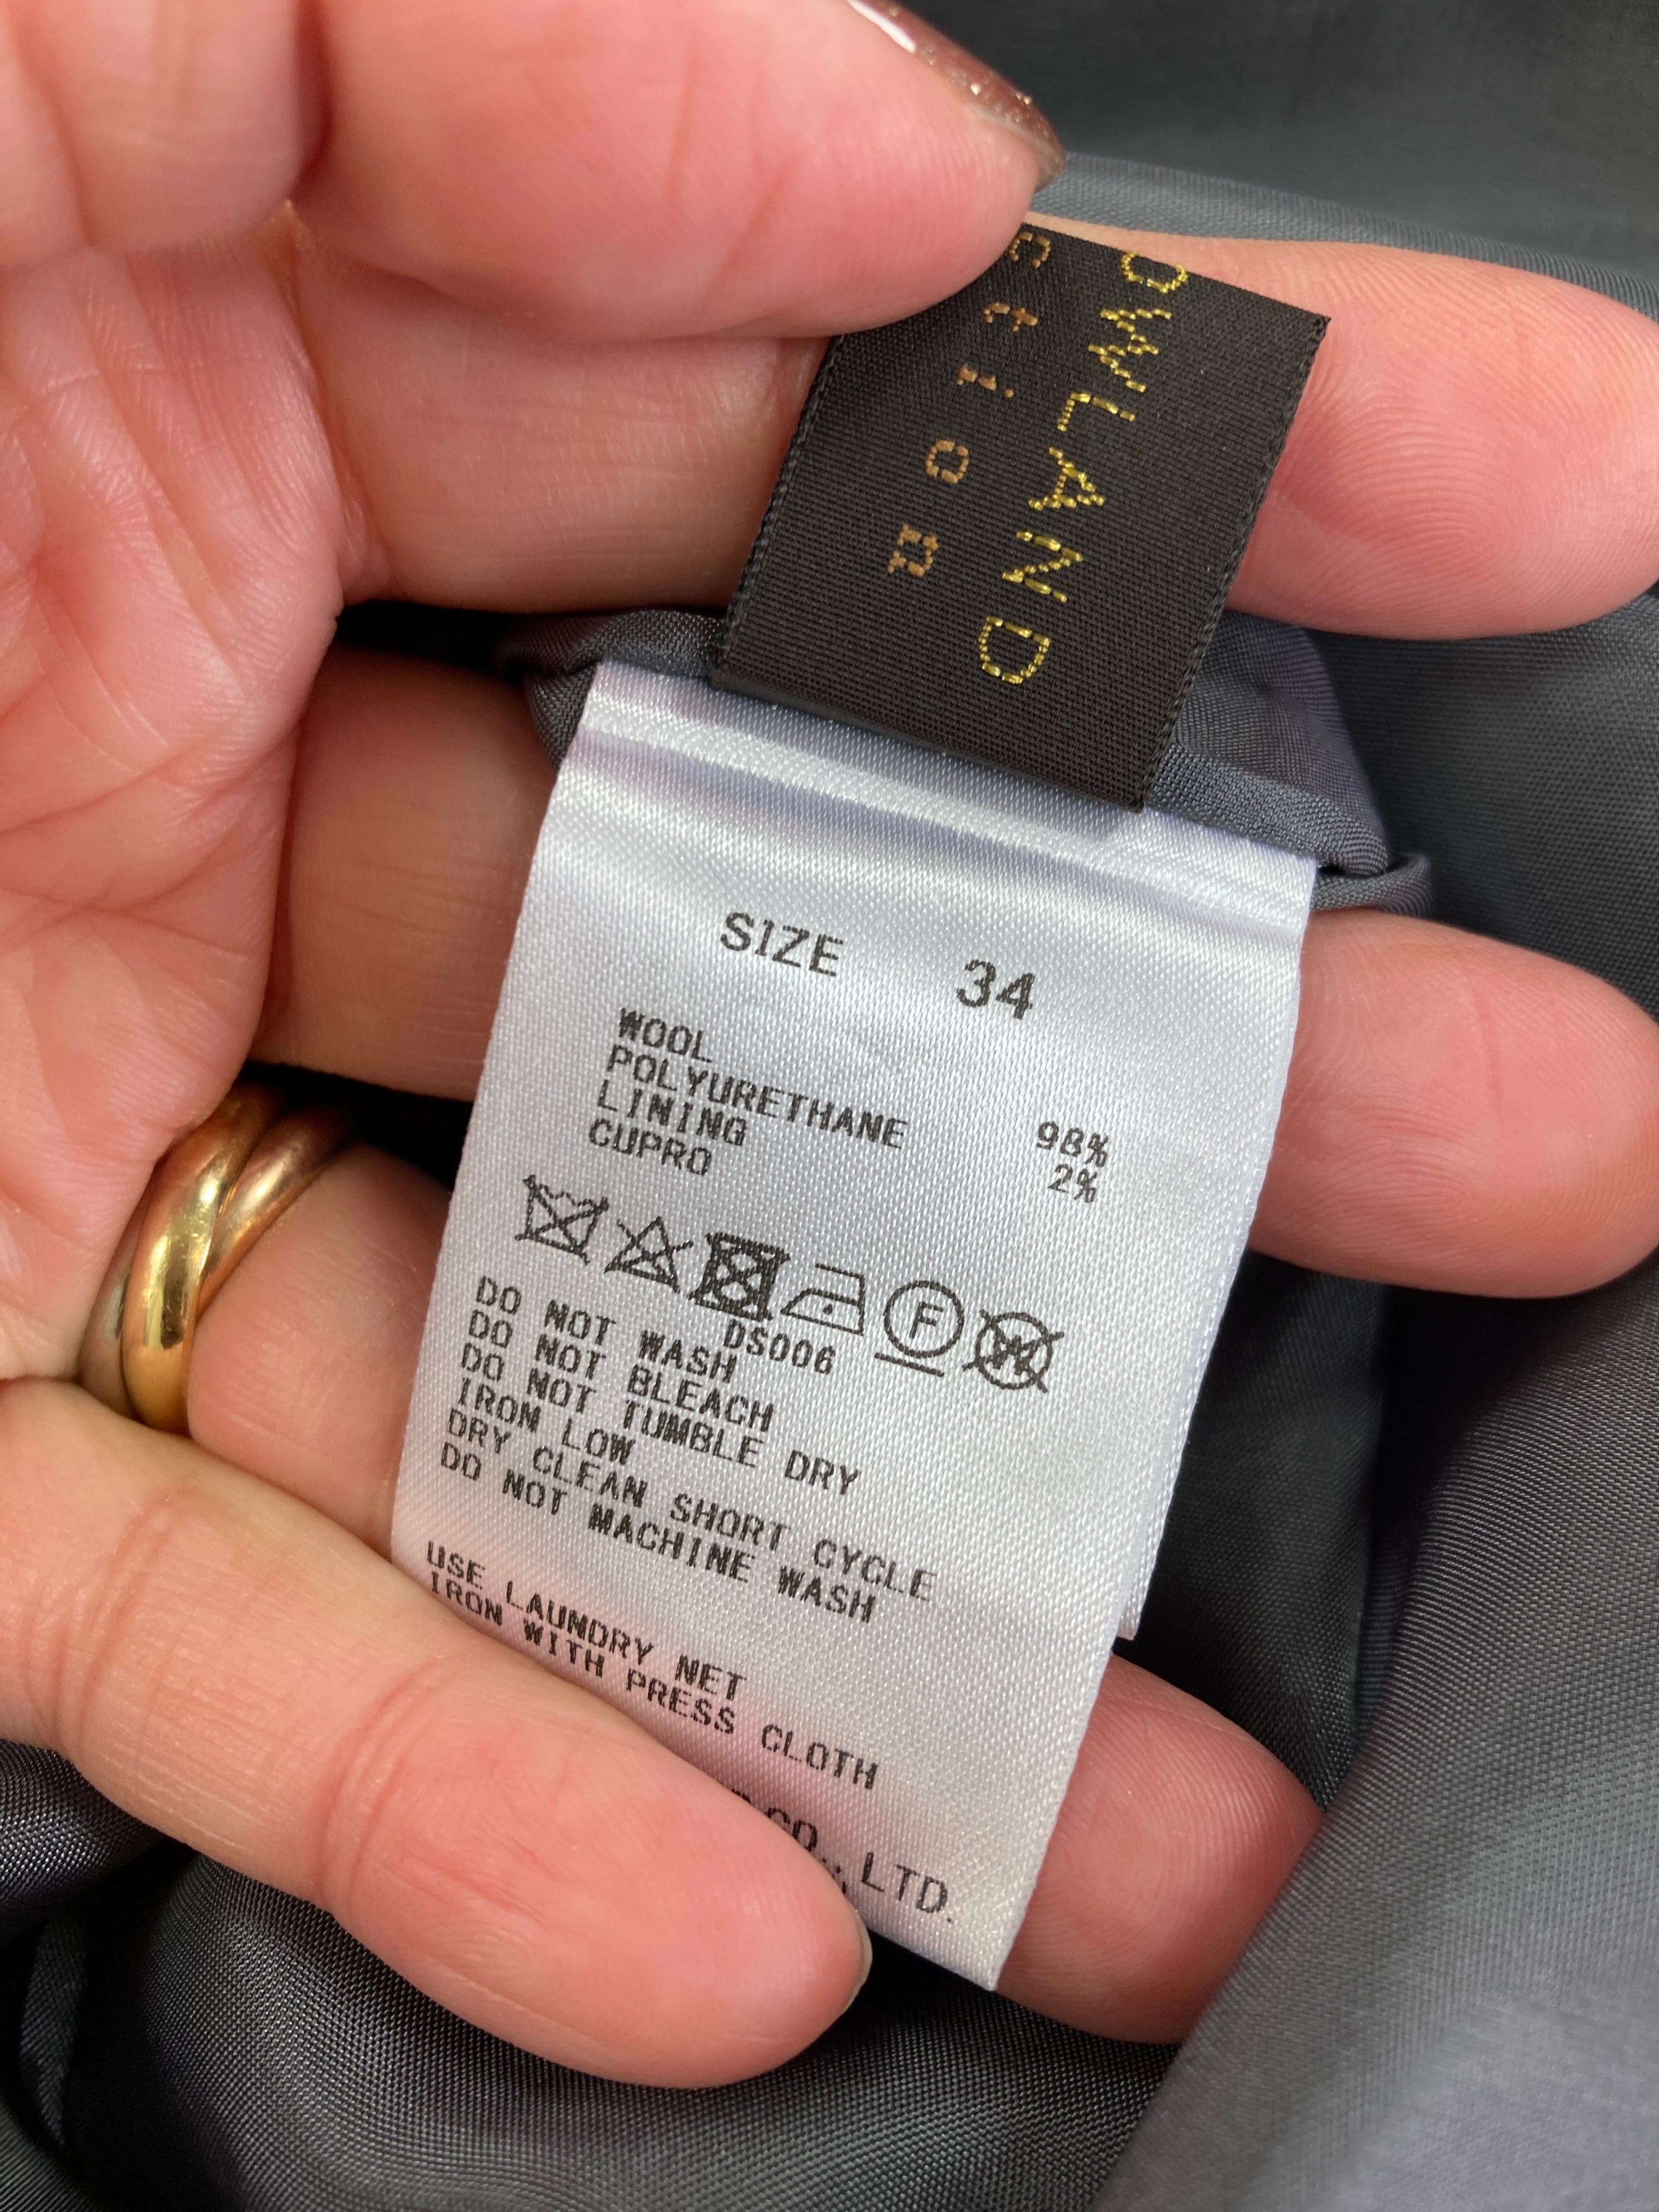 OWLAND
ction
SIZE 34
WOOL 98%
POLYURETHANE 2%
LINING
CUPRO
F W
DS006
DO NOT WASH
DO NOT BLEACH
DO NOT TUMBLE DRY
IRON LOW
DRY CLEAN SHORT CYCLE
DO NOT MACHINE WASH
USE LAUNDRY NET
IRON WITH PRESS CLOTH
CO., LTD.